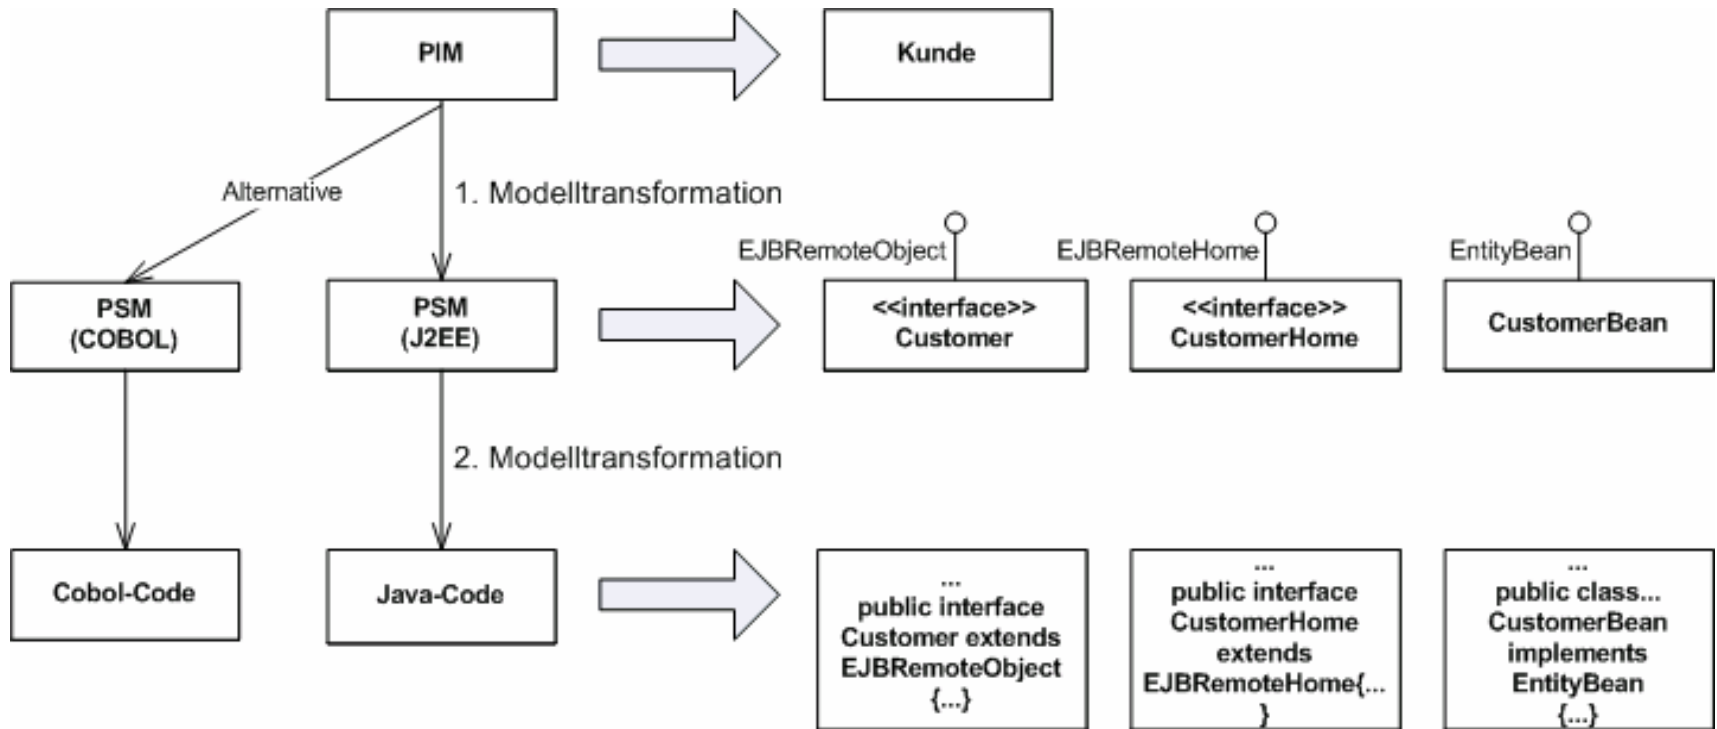 PIM
Kunde
Alternative
1. Modelltransformation
EJBRemoteObject
EJBRemoteHome
EntityBean
PSM
(COBOL)
PSM
(J2EE)
<<interface>>
Customer
<<interface>>
CustomerHome
CustomerBean
2. Modelltransformation
Cobol-Code
Java-Code
...
public interface
Customer extends
EJBRemoteObject
{...}
...
public interface
CustomerHome
extends
EJBRemoteHome{...
}
...
public class...
CustomerBean
implements
EntityBean
{...}